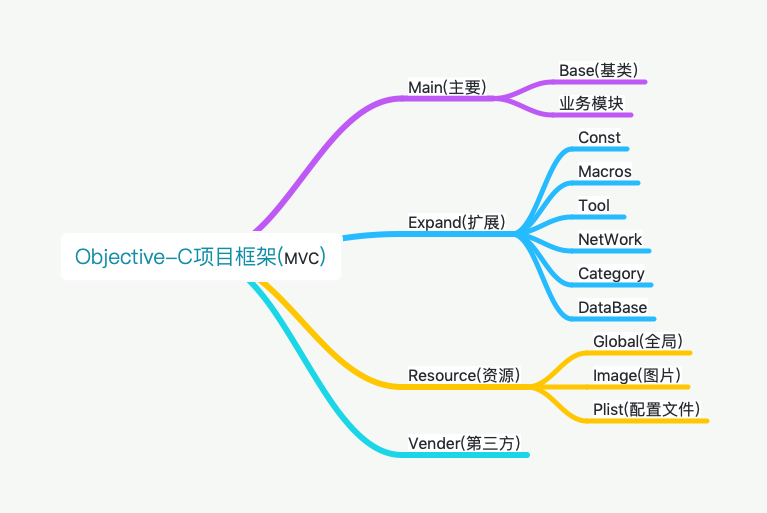 Objective-C项目框架(MVC)
Main(主要)
Base(基类)
业务模块
Expand(扩展)
Const
Macros
Tool
NetWork
Category
DataBase
Resource(资源)
Global(全局)
Image(图片)
Plist(配置文件)
Vender(第三方)